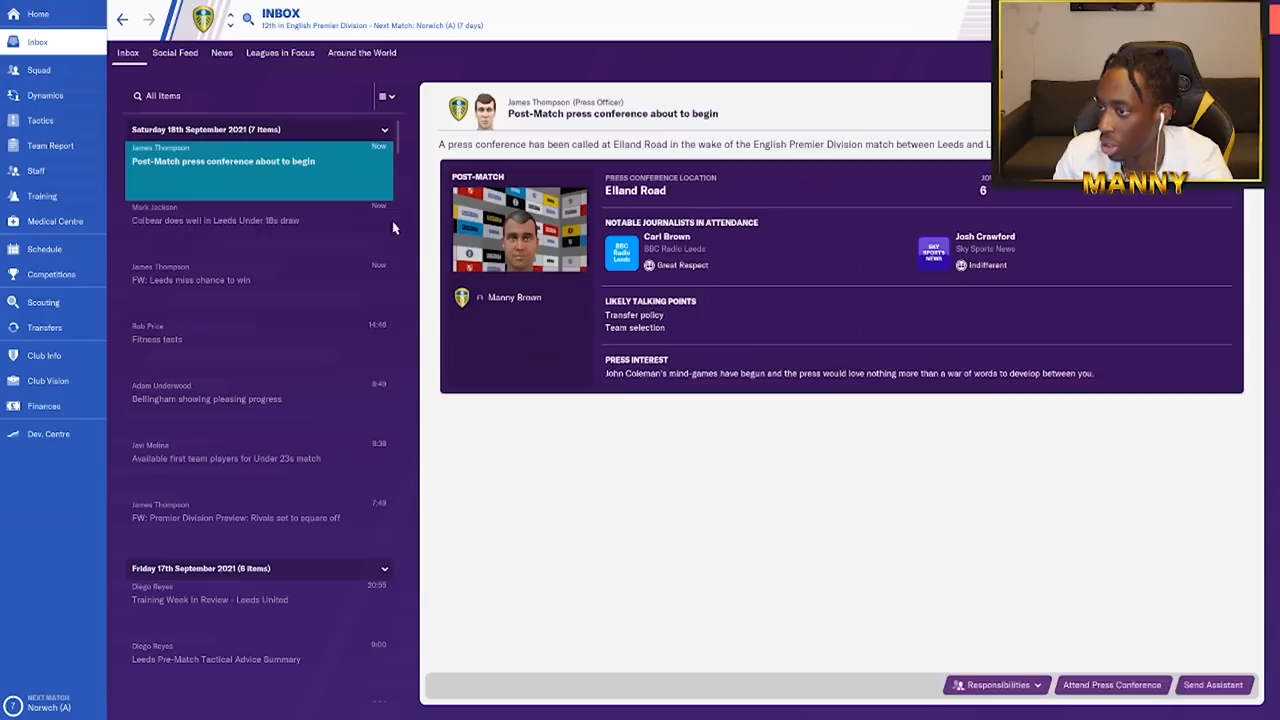 Home
Inbox
Squad
Dynamics
Tactics
Team Report
Staff
Training
Medical Centre
Schedule
Competitions
Scouting
Transfers
Club Info
Club Vision
Finances
Dev. Centre
7
NEXT MATCH
Norwich (A)
INBOX
12th in English Premier Division - Next Match: Norwich (A) (7 days)
Inbox
Social Feed
News
Leagues in Focus
Around the World
All Items
Saturday 18th September 2021 (7 items)
James Thompson
Now
Post-Match press conference about to begin
Mark Jackson
Now
Colbear does well in Leeds Under 18s draw
James Thompson
Now
FW: Leeds miss chance to win
Rob Price
14:46
Fitness tests
Adam Underwood
8:49
Bellingham showing pleasing progress
Javi Molina
8:38
Available first team players for Under 23s match
James Thompson
7:49
FW: Premier Division Preview: Rivals set to square off
Friday 17th September 2021 (6 items)
Diego Reyes
20:55
Training Week In Review - Leeds United
Diego Reyes
9:00
Leeds Pre-Match Tactical Advice Summary
James Thompson (Press Officer)
Post-Match press conference about to begin
A press conference has been called at Elland Road in the wake of the English Premier Division match between Leeds and L
POST-MATCH
Manny Brown
PRESS CONFERENCE LOCATION
Elland Road
JO
6
NOTABLE JOURNALISTS IN ATTENDANCE
BBC Radio Leeds
Carl Brown
BBC Radio Leeds
Great Respect
SKY SPORTS NEWS
Josh Crawford
Sky Sports News
Indifferent
LIKELY TALKING POINTS
Transfer policy
Team selection
PRESS INTEREST
John Coleman's mind-games have begun and the press would love nothing more than a war of words to develop between you.
Responsibilities
Attend Press Conference
Send Assistant
MANNY